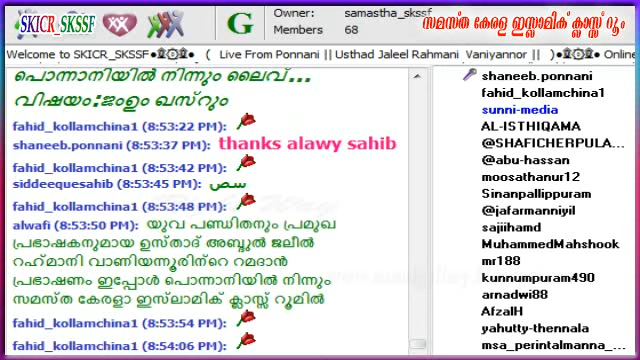 SKICR_SKSSF
G
Owner: samastha_skssf
Members 68
സമസ്ത കേരള ഇസ്ലാമിക് ക്ലാസ്സ് റൂം
Welcome to SKICR_SKSSF ( Live From Ponnani || Usthad Jaleel Rahmani Vaniyannor || ) Online
പൊന്നാനിയിൽ നിന്നും ലൈവ്...
വിഷയം:ജംഉം ഖസ്റും
fahid_kollamchina1 (8:53:22 PM):
shaneeb.ponnani (8:53:37 PM): thanks alawy sahib
fahid_kollamchina1 (8:53:42 PM):
siddeequesahib (8:53:45 PM): سص
fahid_kollamchina1 (8:53:48 PM):
alwafi (8:53:50 PM): യുവ പണ്ഡിതനും പ്രമുഖ
പ്രഭാഷകനുമായ ഉസ്താദ് അബ്ദുൽ ജലീൽ
റഹ്‌മാനി വാണിയന്നൂരിൻറെ റമദാൻ
പ്രഭാഷണം ഇപ്പോൾ പൊന്നാനിയിൽ നിന്നും
സമസ്ത കേരളാ ഇസ്‌ലാമിക് ക്ലാസ്സ് റൂമിൽ
fahid_kollamchina1 (8:53:54 PM):
fahid_kollamchina1 (8:54:06 PM):
shaneeb.ponnani
fahid_kollamchina1
sunni-media
AL-ISTHIQAMA
@SHAFICHERPULA...
@abu-hassan
moosathanur12
Sinanpallippuram
@jafarmanniyil
sajiihamd
MuhammedMahshook
mr188
kunnumpuram490
arnadwi88
AfzalH
yahutty-thennala
msa_perintalmanna_...